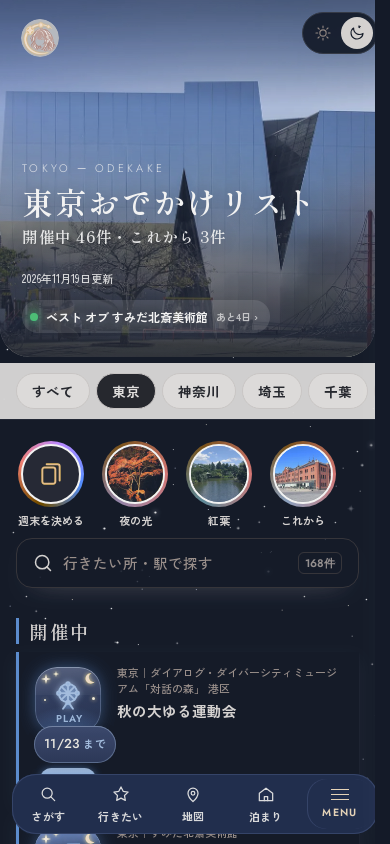 TOKYO — ODEKAKE
東京おでかけリスト
開催中 46件・これから 3件
2026年11月19日更新
ベスト オブ すみだ北斎美術館 あと4日 ›
すべて 東京 神奈川 埼玉 千葉
週末を決める 夜の光 紅葉 これから
行きたい所・駅で探す 168件
開催中
東京｜ダイアログ・ダイバーシティミュージ
アム「対話の森」 港区
秋の大ゆる運動会
PLAY
11/23 まで
東京｜すみだ北斎美術館
さがす 行きたい 地図 泊まり MENU